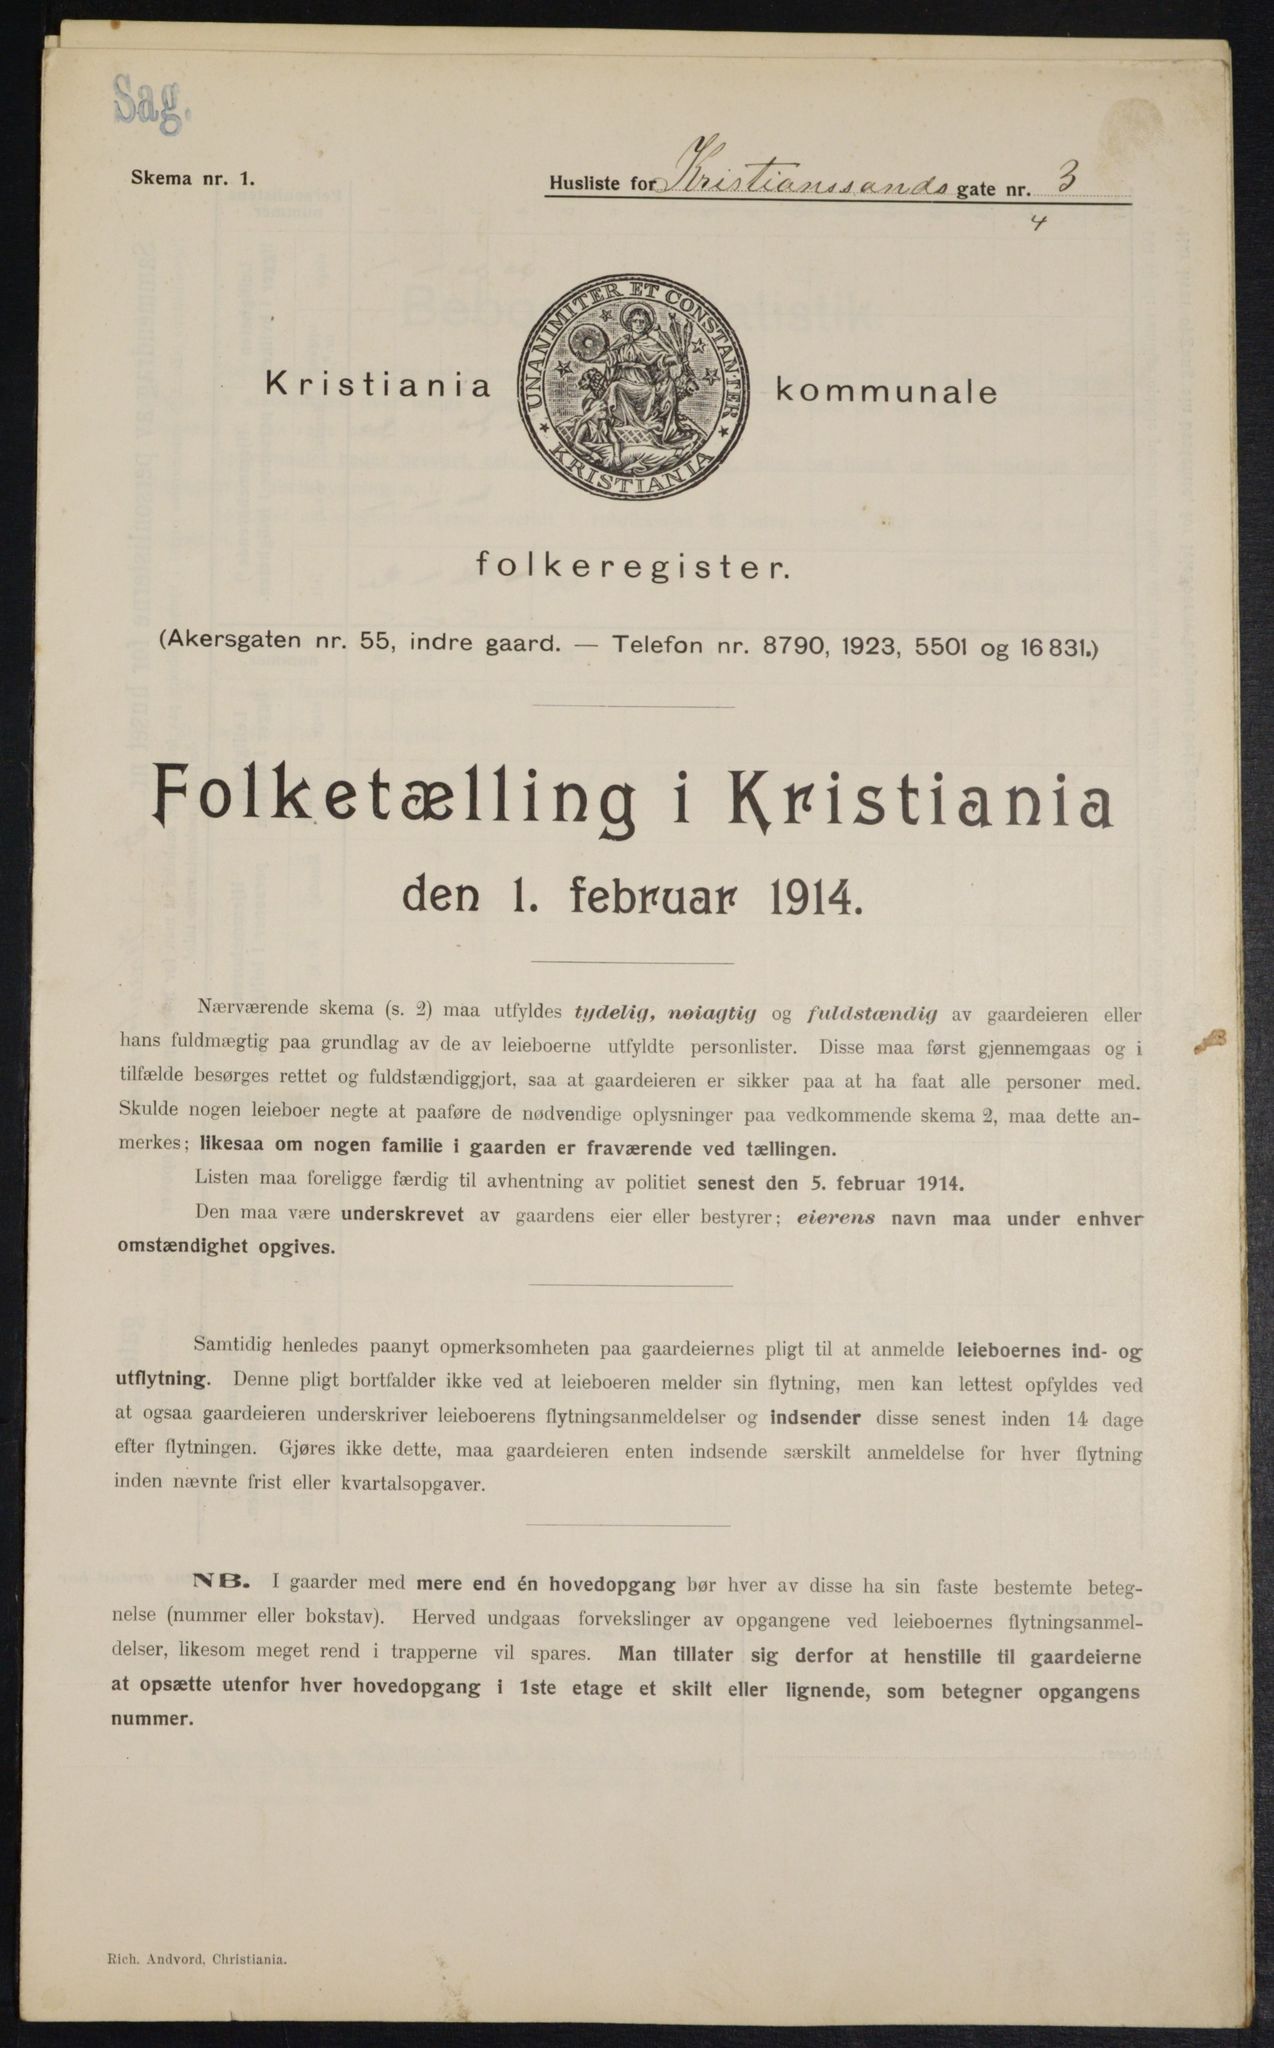 Sag.
Skema nr. 1.
Husliste for Kristianssands gate nr. 3
4
UNANIMITER ET CONSTANTER
KRISTIANIA
Kristiania kommunale
folkeregister.
(Akersgaten nr. 55, indre gaard. — Telefon nr. 8790, 1923, 5501 og 16 831.)
Folketælling i Kristiania
den 1. februar 1914.
Nærværende skema (s. 2) maa utfyldes tydelig, nøiagtig og fuldstændig av gaardeieren eller
hans fuldmægtig paa grundlag av de av leieboerne utfyldte personlister. Disse maa først gjennemgaas og i
tilfælde besørges rettet og fuldstændiggjort, saa at gaardeieren er sikker paa at ha faat alle personer med.
Skulde nogen leieboer negte at paaføre de nødvendige oplysninger paa vedkommende skema 2, maa dette an-
merkes; likesaa om nogen familie i gaarden er fraværende ved tællingen.
Listen maa foreligge færdig til avhentning av politiet senest den 5. februar 1914.
Den maa være underskrevet av gaardens eier eller bestyrer; eierens navn maa under enhver
omstændighet opgives.
Samtidig henledes paanyt opmerksomheten paa gaardeiernes pligt til at anmelde leieboernes ind- og
utflytning. Denne pligt bortfalder ikke ved at leieboeren melder sin flytning, men kan lettest opfyldes ved
at ogsaa gaardeieren underskriver leieboerens flytningsanmeldelser og indsender disse senest inden 14 dage
efter flytningen. Gjøres ikke dette, maa gaardeieren enten indsende særskilt anmeldelse for hver flytning
inden nævnte frist eller kvartalsopgaver.
NB. I gaarder med mere end én hovedopgang bør hver av disse ha sin faste bestemte beteg-
nelse (nummer eller bokstav). Herved undgaas forvekslinger av opgangene ved leieboernes flytningsanmel-
delser, likesom meget rend i trapperne vil spares. Man tillater sig derfor at henstille til gaardeierne
at opsætte utenfor hver hovedopgang i 1ste etage et skilt eller lignende, som betegner opgangens
nummer.
Rich. Andvord, Christiania.